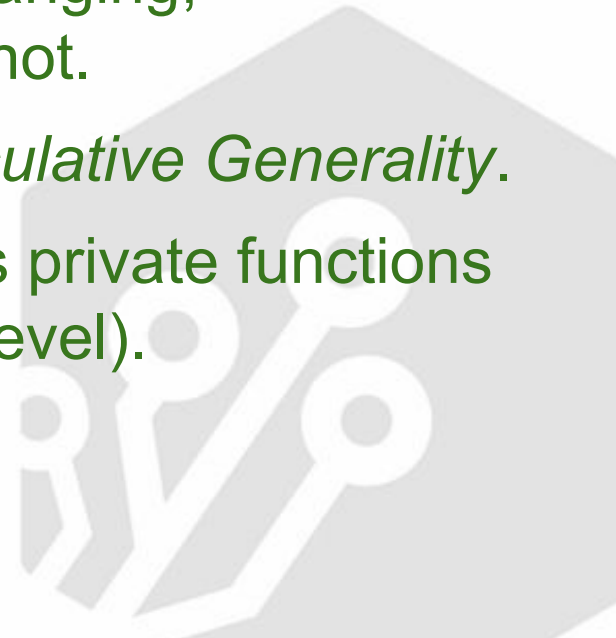 not.
ulative Generality.
s private functions
evel).